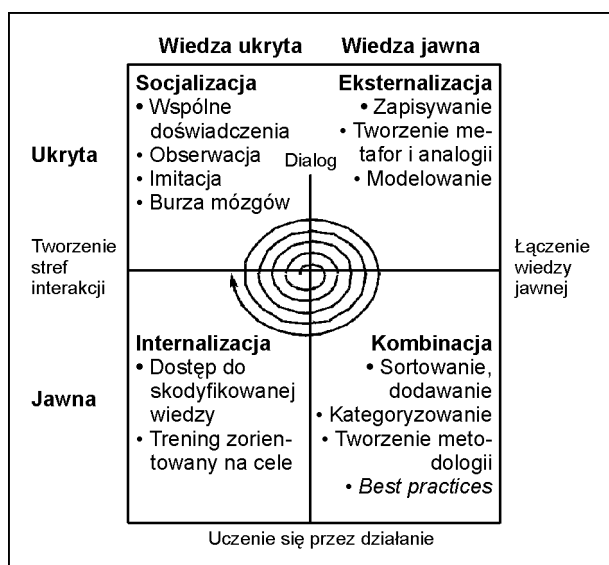 Wiedza ukryta
Wiedza jawna
Ukryta
Socjalizacja
• Wspólne
doświadczenia
• Obserwacja
• Imitacja
• Burza mózgów
Dialog
Eksternalizacja
• Zapisywanie
• Tworzenie me-
tafor i analogii
• Modelowanie
Tworzenie
stref
interakcji
Łączenie
wiedzy
jawnej
Jawna
Internalizacja
• Dostęp do
skodyfikowanej
wiedzy
• Trening zorien-
towany na cele
Kombinacja
• Sortowanie,
dodawanie
• Kategoryzowanie
• Tworzenie meto-
dologii
• Best practices
Uczenie się przez działanie